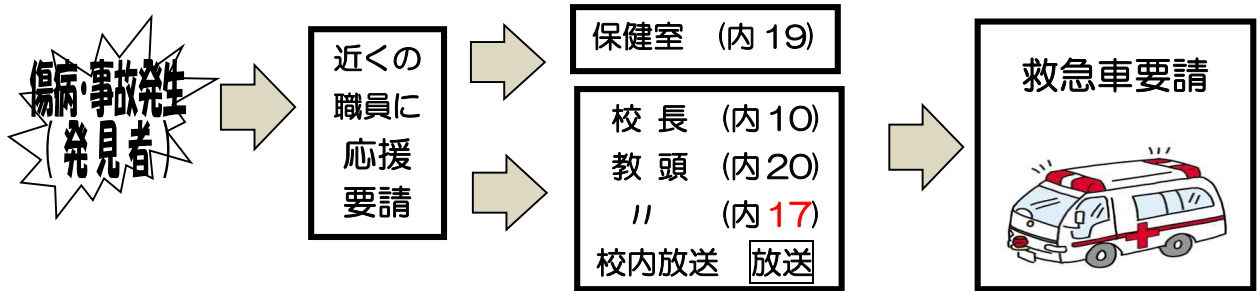 傷病・事故発生
(発見者)
近くの
職員に
応援
要請
保健室 (内19)
校長 (内10)
教頭 (内20)
〃 (内17)
校内放送 放送
救急車要請